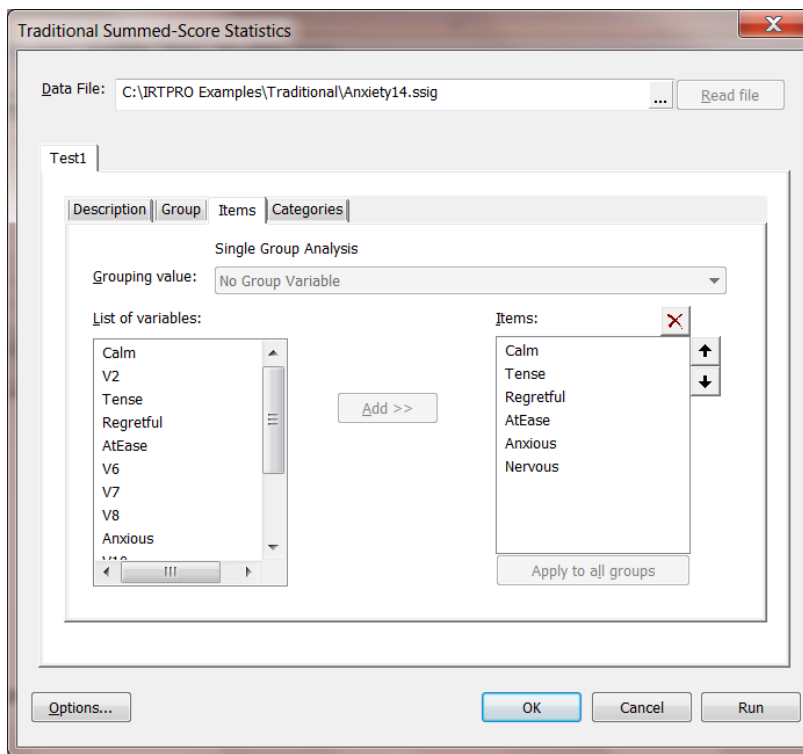 Traditional Summed-Score Statistics
X
Data File: C:\IRTPRO Examples\Traditional\Anxiety14.ssig ... Read file
Test1
Description Group Items Categories
Single Group Analysis
Grouping value: No Group Variable
List of variables:
Calm
V2
Tense
Regretful
AtEase
V6
V7
V8
Anxious
V10
Add >>
Items:
Calm
Tense
Regretful
AtEase
Anxious
Nervous
Apply to all groups
Options... OK Cancel Run